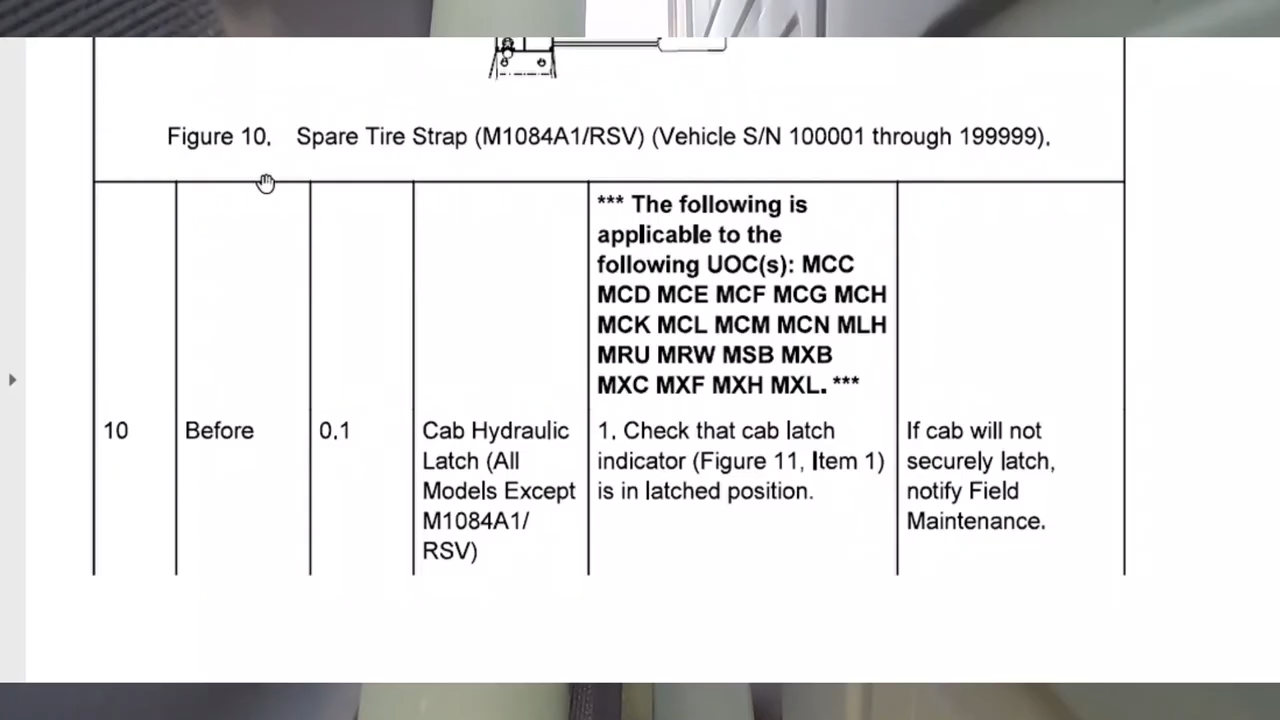 Figure 10. Spare Tire Strap (M1084A1/RSV) (Vehicle S/N 100001 through 199999).
*** The following is
applicable to the
following UOC(s): MCC
MCD MCE MCF MCG MCH
MCK MCL MCM MCN MLH
MRU MRW MSB MXB
MXC MXF MXH MXL. ***
10
Before
0.1
Cab Hydraulic
Latch (All
Models Except
M1084A1/
RSV)
1. Check that cab latch
indicator (Figure 11, Item 1)
is in latched position.
If cab will not
securely latch,
notify Field
Maintenance.